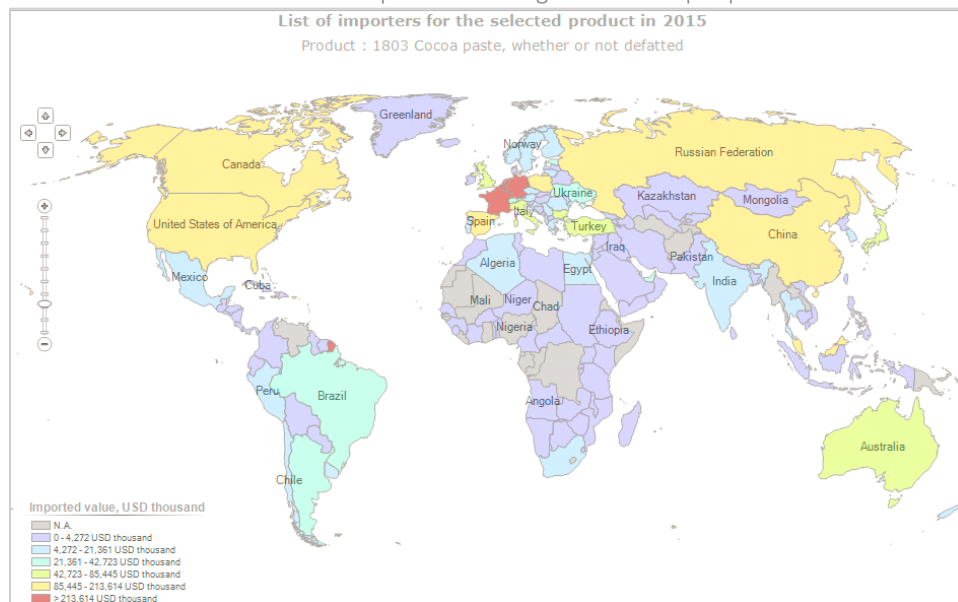 List of importers for the selected product in 2015
Product : 1803 Cocoa paste, whether or not defatted
Greenland
Norway
Canada
Russian Federation
Ukraine
Kazakhstan
Mongolia
United States of America
Spain
Italy
Turkey
China
Iraq
Pakistan
Algeria
Egypt
India
Mexico
Cuba
Mali
Niger
Chad
Nigeria
Ethiopia
Peru
Brazil
Angola
Australia
Chile
Imported value, USD thousand
N.A.
0 - 4,272 USD thousand
4,272 - 21,361 USD thousand
21,361 - 42,723 USD thousand
42,723 - 85,445 USD thousand
85,445 - 213,614 USD thousand
> 213,614 USD thousand